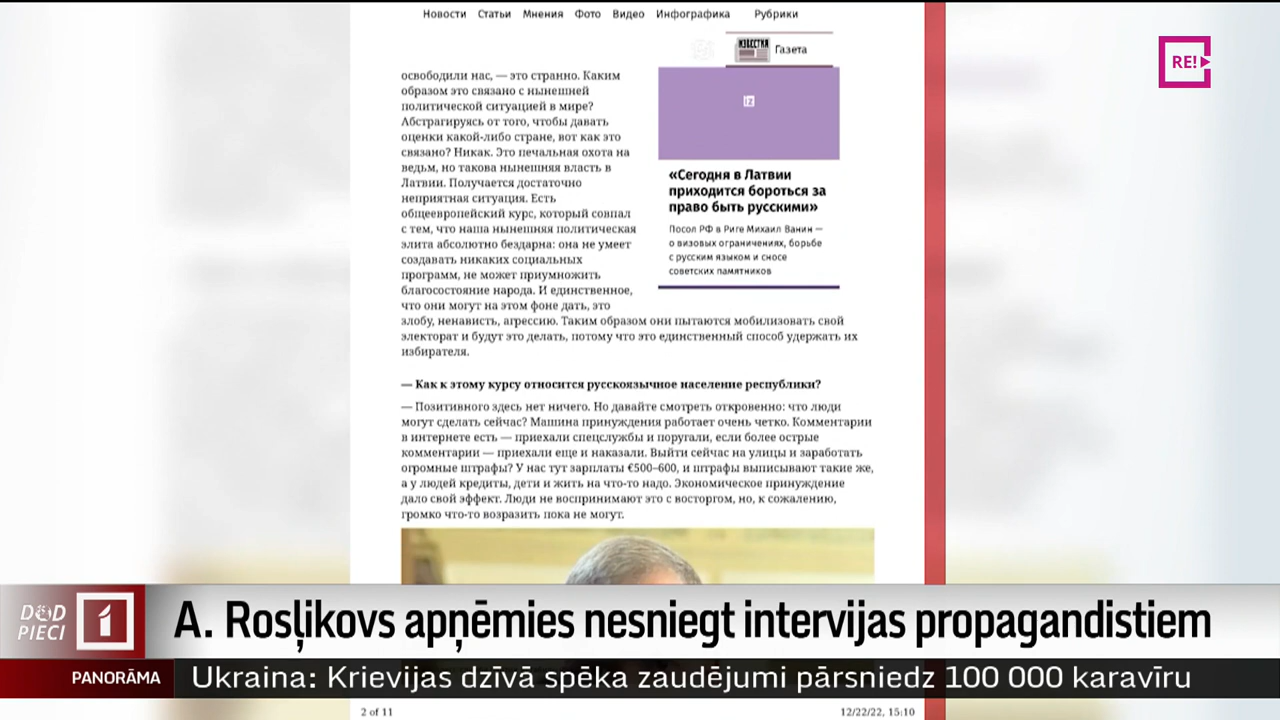 Новости Статьи Мнения Фото Видео Инфографика Рубрики
ИЗВЕСТИЯ
Газета
RE!
освободили нас, — это странно. Каким
образом это связано с нынешней
политической ситуацией в мире?
Абстрагируясь от того, чтобы давать
оценки какой-либо стране, вот как это
связано? Никак. Это печальная охота на
ведьм, но такова нынешняя власть в
Латвии. Получается достаточно
неприятная ситуация. Есть
общеевропейский курс, который совпал
с тем, что наша нынешняя политическая
элита абсолютно бездарна: она не умеет
создавать никаких социальных
программ, не может приумножить
благосостояние народа. И единственное,
что они могут на этом фоне дать, это
злобу, ненависть, агрессию. Таким образом они пытаются мобилизовать свой
электорат и будут это делать, потому что это единственный способ удержать их
избирателя.
iz
«Сегодня в Латвии
приходится бороться за
право быть русскими»
Посол РФ в Риге Михаил Ванин —
о визовых ограничениях, борьбе
с русским языком и сносе
советских памятников
— Как к этому курсу относится русскоязычное население республики?
— Позитивного здесь нет ничего. Но давайте смотреть откровенно: что люди
могут сделать сейчас? Машина принуждения работает очень четко. Комментарии
в интернете есть — приехали спецслужбы и поругали, если более острые
комментарии — приехали еще и наказали. Выйти сейчас на улицы и заработать
огромные штрафы? У нас тут зарплаты €500–600, и штрафы выписывают такие же,
а у людей кредиты, дети и жить на что-то надо. Экономическое принуждение
дало свой эффект. Люди не воспринимают это с восторгом, но, к сожалению,
громко что-то возразить пока не могут.
DOD
PIECI
1
A. Rosļikovs apņēmies nesniegt intervijas propagandistiem
PANORĀMA
Ukraina: Krievijas dzīvā spēka zaudējumi pārsniedz 100 000 karavīru
2 of 11
12/22/22, 15:10